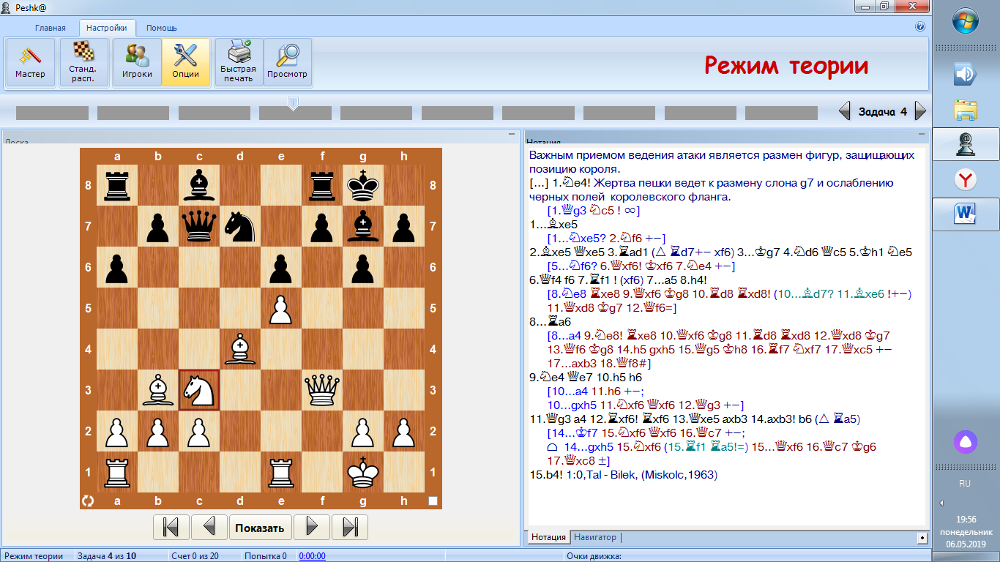 Peshk@
Главная Настройки Помощь
Мастер
Станд. расп.
Игроки
Опции
Быстрая печать
Просмотр
Режим теории
Задача 4
Доска
Нотация
a b c d e f g h
8 8
7 7
6 6
5 5
4 4
3 3
2 2
1 1
a b c d e f g h
Показать
Важным приемом ведения атаки является размен фигур, защищающих
позицию короля.
[...] 1.♘e4! Жертва пешки ведет к размену слона g7 и ослаблению
черных полей королевского фланга.
[1.♕g3 ♘c5 ! ∞]
1...♗xe5
[1...♘xe5? 2.♘f6 +−]
2.♗xe5 ♕xe5 3.♖ad1 (△ ♖d7+− xf6) 3...♔g7 4.♘d6 ♕c5 5.♔h1 ♘e5
[5...♘f6? 6.♕xf6! ♔xf6 7.♘e4 +−]
6.♕f4 f6 7.♖f1 ! (xf6) 7...a5 8.h4!
[8.♘e8 ♖xe8 9.♕xf6 ♔g8 10.♖d8 ♖xd8! (10...♗d7? 11.♗xe6 !+−)
11.♕xd8 ♔g7 12.♕f6=]
8...♖a6
[8...a4 9.♘e8! ♖xe8 10.♕xf6 ♔g8 11.♖d8 ♖xd8 12.♕xd8 ♔g7
13.♕f6 ♔g8 14.h5 gxh5 15.♕g5 ♔h8 16.♖f7 ♘xf7 17.♕xc5 +−
17...axb3 18.♕f8#]
9.♘e4 ♕e7 10.h5 h6
[10...a4 11.h6 +−;
10...gxh5 11.♘xf6 ♕xf6 12.♕g3 +−]
11.♕g3 a4 12.♖xf6! ♖xf6 13.♕xe5 axb3 14.axb3! b6 (△ ♖a5)
[14...♔f7 15.♘xf6 ♕xf6 16.♕c7 +−;
⌓ 14...gxh5 15.♘xf6 (15.♖f1 ♖a5!=) 15...♕xf6 16.♕c7 ♔g6
17.♕xc8 ±]
15.b4! 1:0,Tal - Bilek, (Miskolc,1963)
Нотация Навигатор
Режим теории Задача 4 из 10 Счет 0 из 20 Попытка 0 0:00:00 Очки движка:
RU
19:56
понедельник
06.05.2019